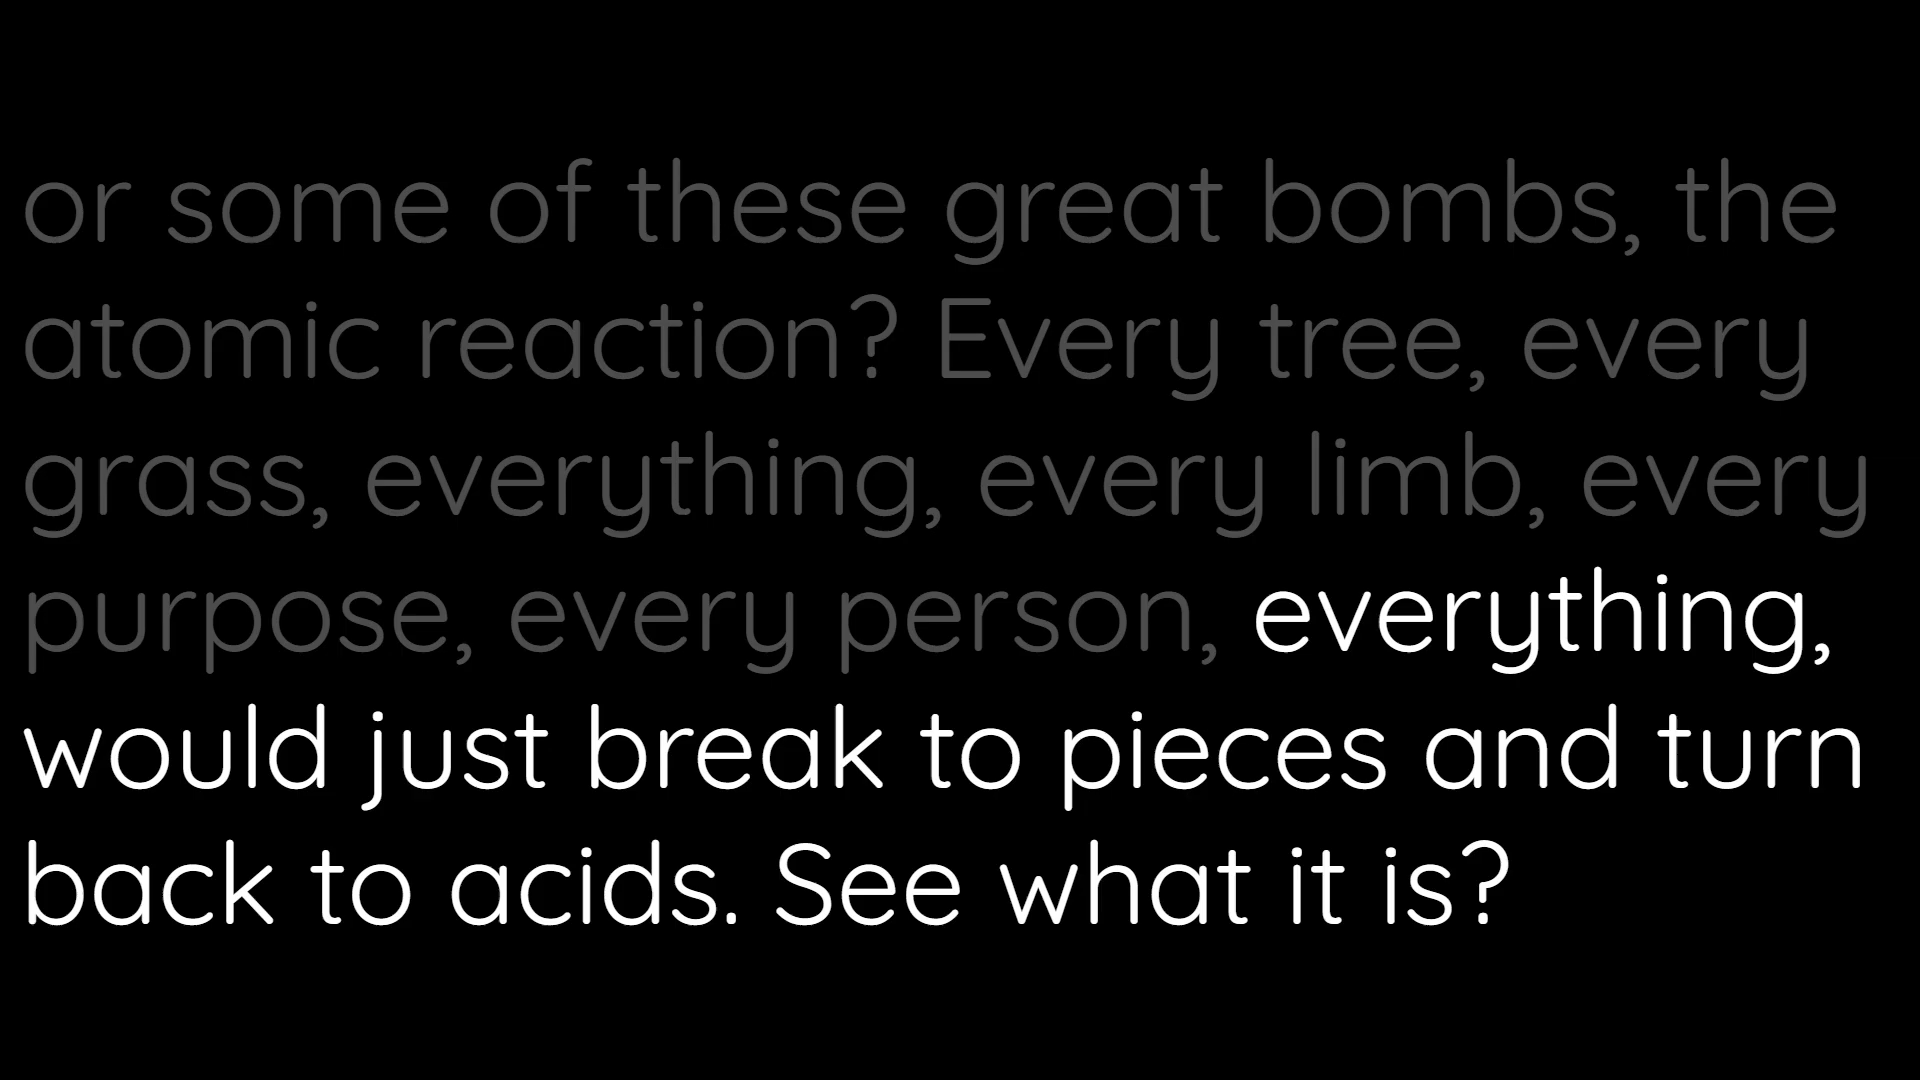 or some of these great bombs, the
atomic reaction? Every tree, every
grass, everything, every limb, every
purpose, every person, everything,
would just break to pieces and turn
back to acids. See what it is?